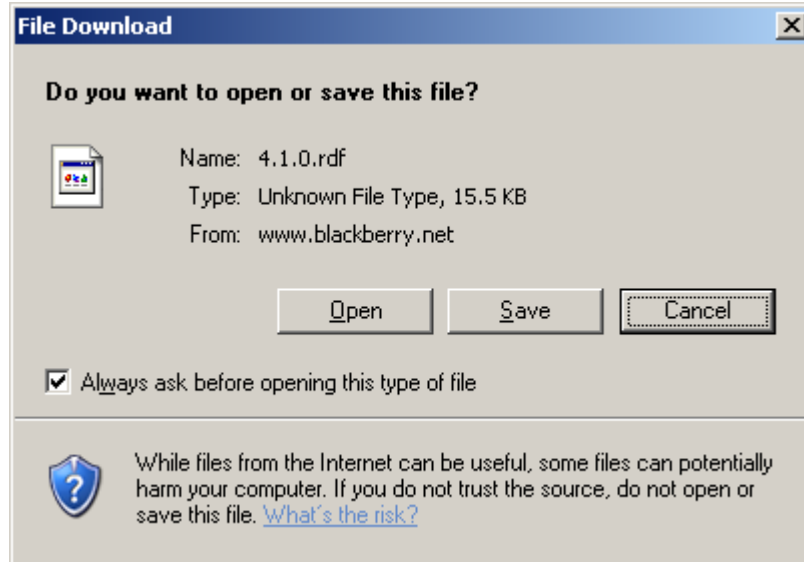 File Download
Do you want to open or save this file?
Name: 4.1.0.rdf
Type: Unknown File Type, 15.5 KB
From: www.blackberry.net
Open Save Cancel
Always ask before opening this type of file
While files from the Internet can be useful, some files can potentially
harm your computer. If you do not trust the source, do not open or
save this file. What's the risk?